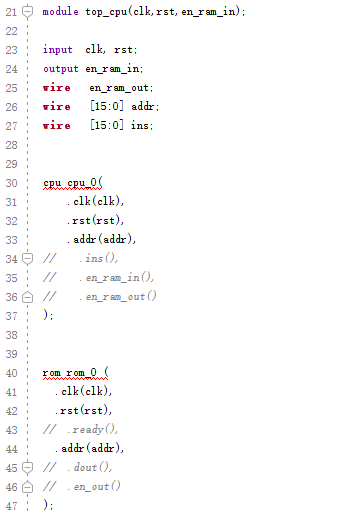 21 module top_cpu(clk,rst,en_ram_in);
22
23 input  clk, rst;
24 output en_ram_in;
25 wire   en_ram_out;
26 wire   [15:0] addr;
27 wire   [15:0] ins;
28
29
30 cpu cpu_0(
31    .clk(clk),
32    .rst(rst),
33    .addr(addr),
34 //   .ins(),
35 //   .en_ram_in(),
36 //   .en_ram_out()
37 );
38
39
40 rom rom_0 (
41   .clk(clk),
42   .rst(rst),
43 // .ready(),
44   .addr(addr),
45 // .dout(),
46 // .en_out()
47 );